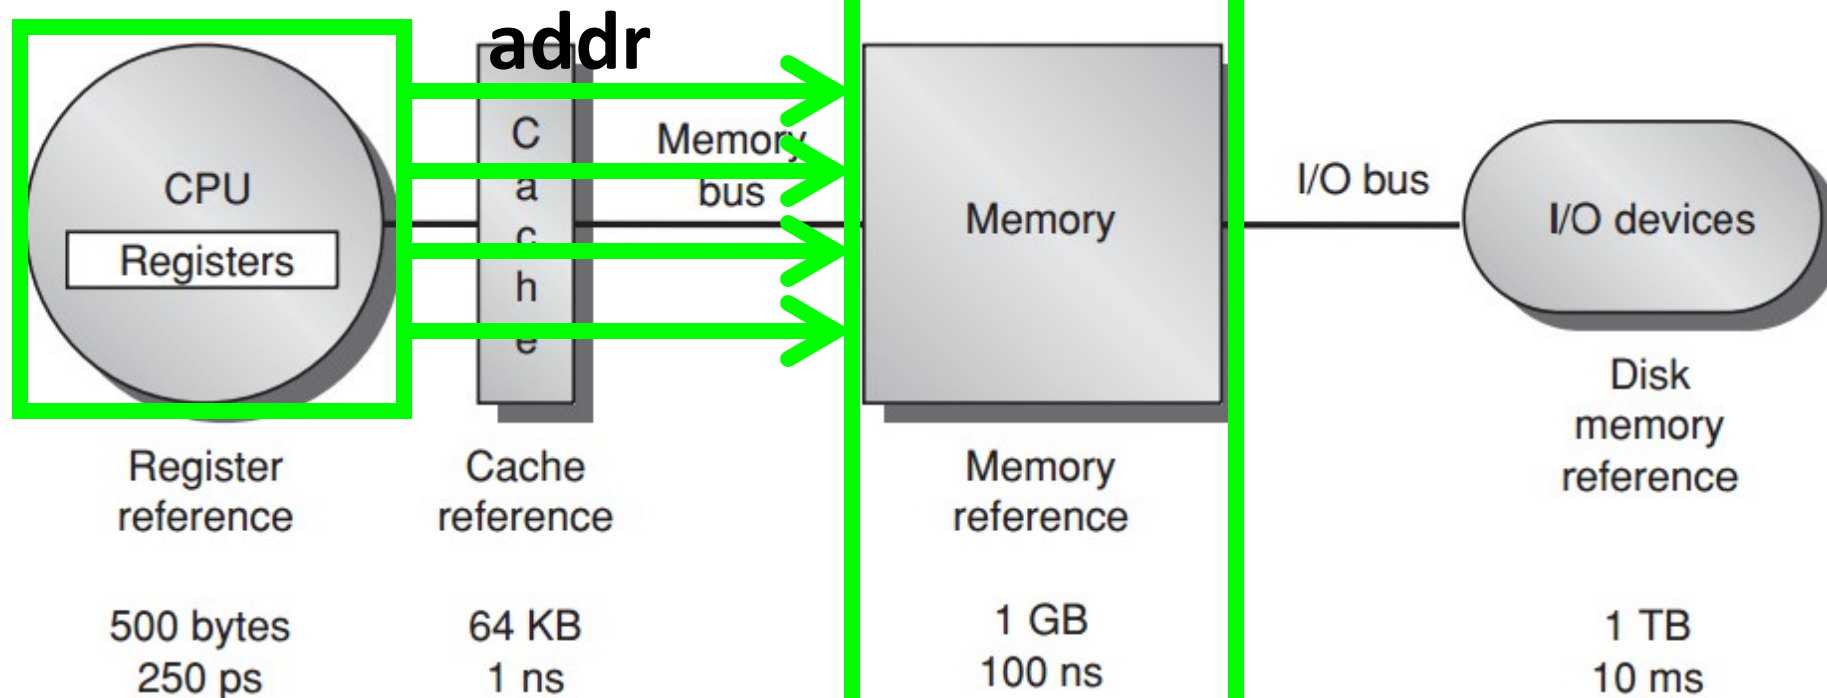 addr
CPU
Registers
C
a
c
h
e
Memory
bus
Memory
I/O bus
I/O devices
Register
reference
Cache
reference
Memory
reference
Disk
memory
reference
500 bytes
250 ps
64 KB
1 ns
1 GB
100 ns
1 TB
10 ms